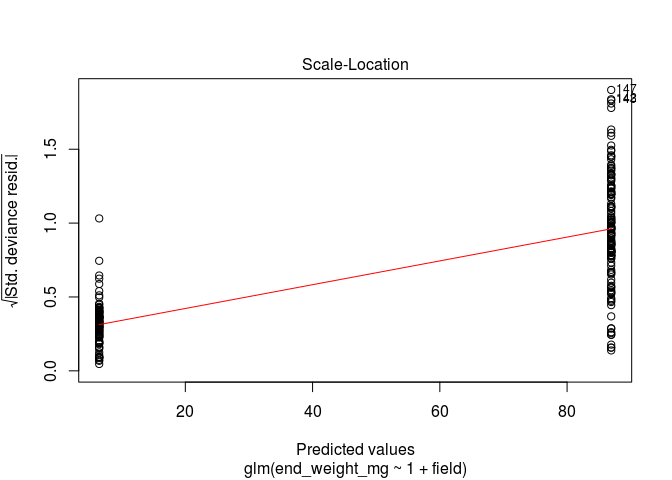 Scale-Location
√|Std. deviance resid.|
1.5
1.0
0.5
0.0
147
20
40
60
80
Predicted values
glm(end_weight_mg ~ 1 + field)